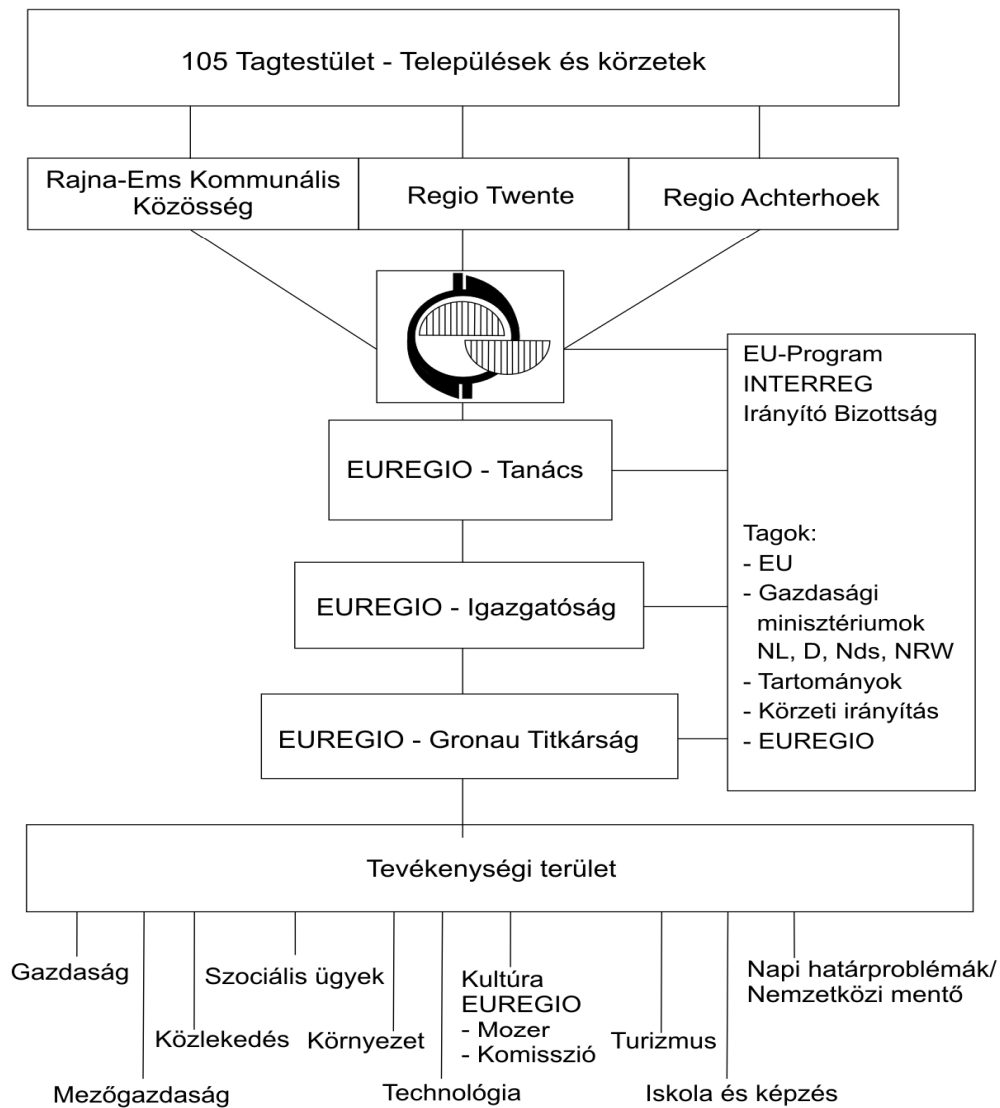 105 Tagtestület - Települések és körzetek
Rajna-Ems Kommunális
Közösség
Regio Twente
Regio Achterhoek
EU-Program
INTERREG
Irányító Bizottság
EUREGIO - Tanács
Tagok:
- EU
- Gazdasági
minisztériumok
NL, D, Nds, NRW
- Tartományok
- Körzeti irányítás
- EUREGIO
EUREGIO - Igazgatóság
EUREGIO - Gronau Titkárság
Tevékenységi terület
Gazdaság
Mezőgazdaság
Közlekedés
Szociális ügyek
Környezet
Technológia
Kultúra
EUREGIO
- Mozer
- Komisszió
Turizmus
Iskola és képzés
Napi határproblémák/
Nemzetközi mentő